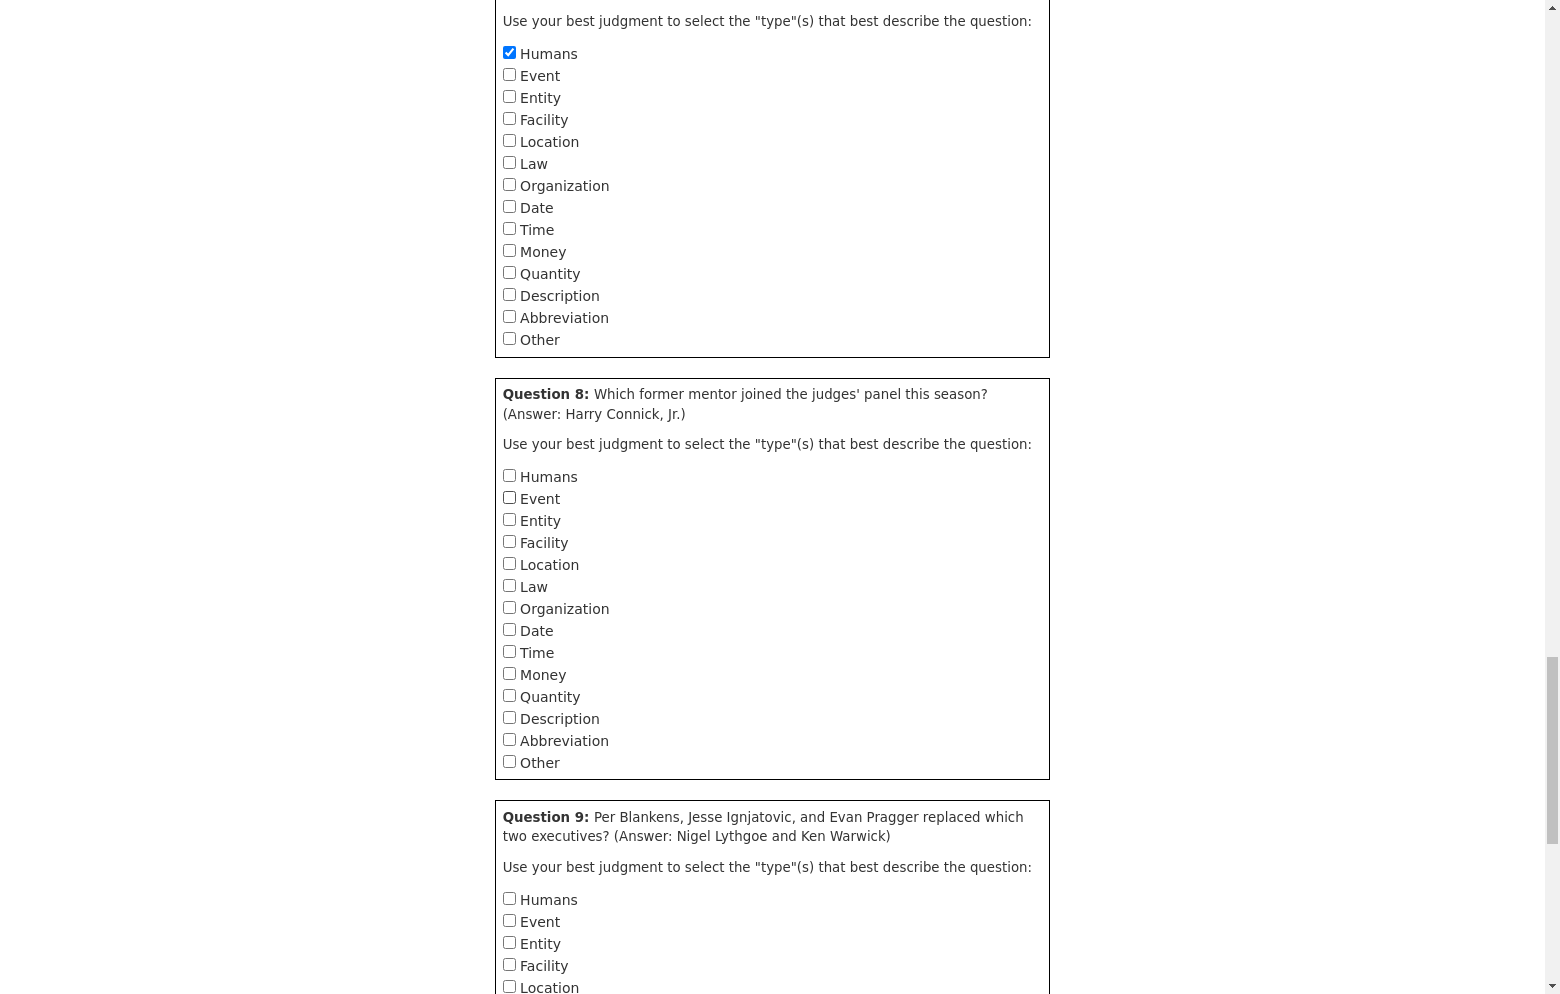 Use your best judgment to select the "type"(s) that best describe the question:
Humans
Event
Entity
Facility
Location
Law
Organization
Date
Time
Money
Quantity
Description
Abbreviation
Other
Question 8: Which former mentor joined the judges' panel this season?
(Answer: Harry Connick, Jr.)
Use your best judgment to select the "type"(s) that best describe the question:
Humans
Event
Entity
Facility
Location
Law
Organization
Date
Time
Money
Quantity
Description
Abbreviation
Other
Question 9: Per Blankens, Jesse Ignjatovic, and Evan Pragger replaced which
two executives? (Answer: Nigel Lythgoe and Ken Warwick)
Use your best judgment to select the "type"(s) that best describe the question:
Humans
Event
Entity
Facility
Location